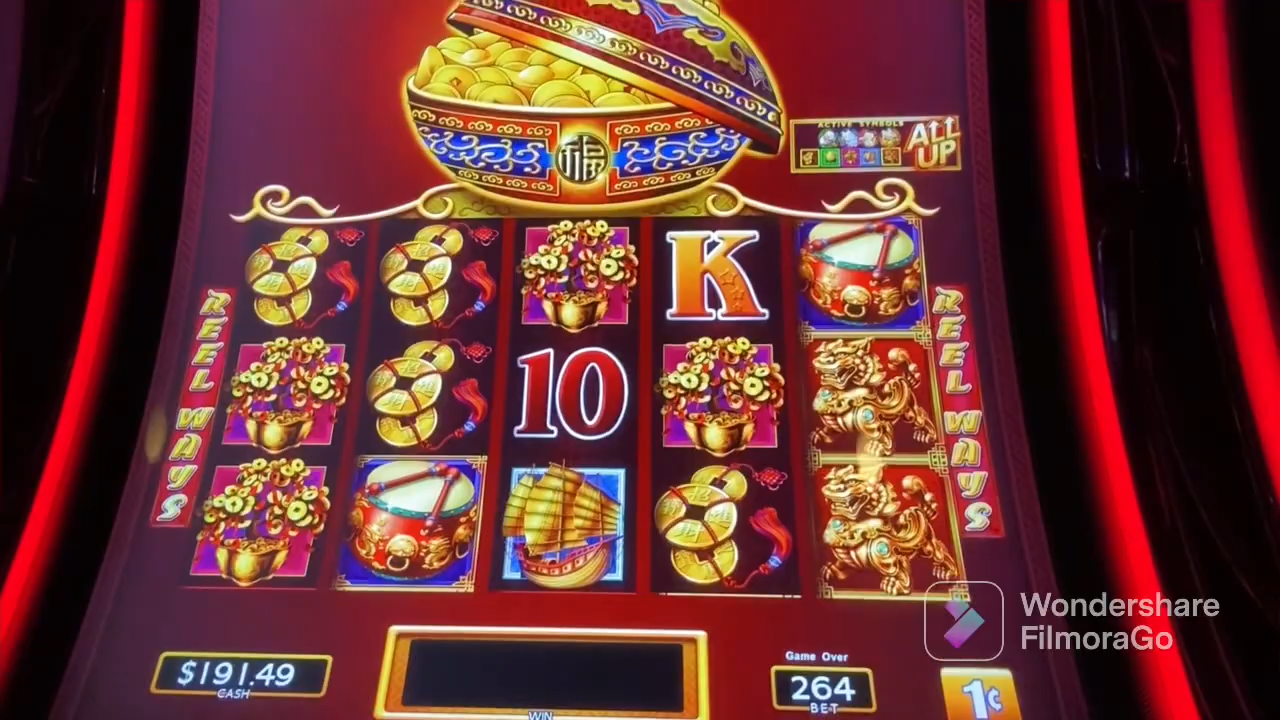 ACTIVE SYMBOLS
ALL
UP
福
K
REEL WAYS
10
REEL WAYS
Wondershare
FilmoraGo
$191.49
CASH
WIN
Game Over
264
BET
1¢